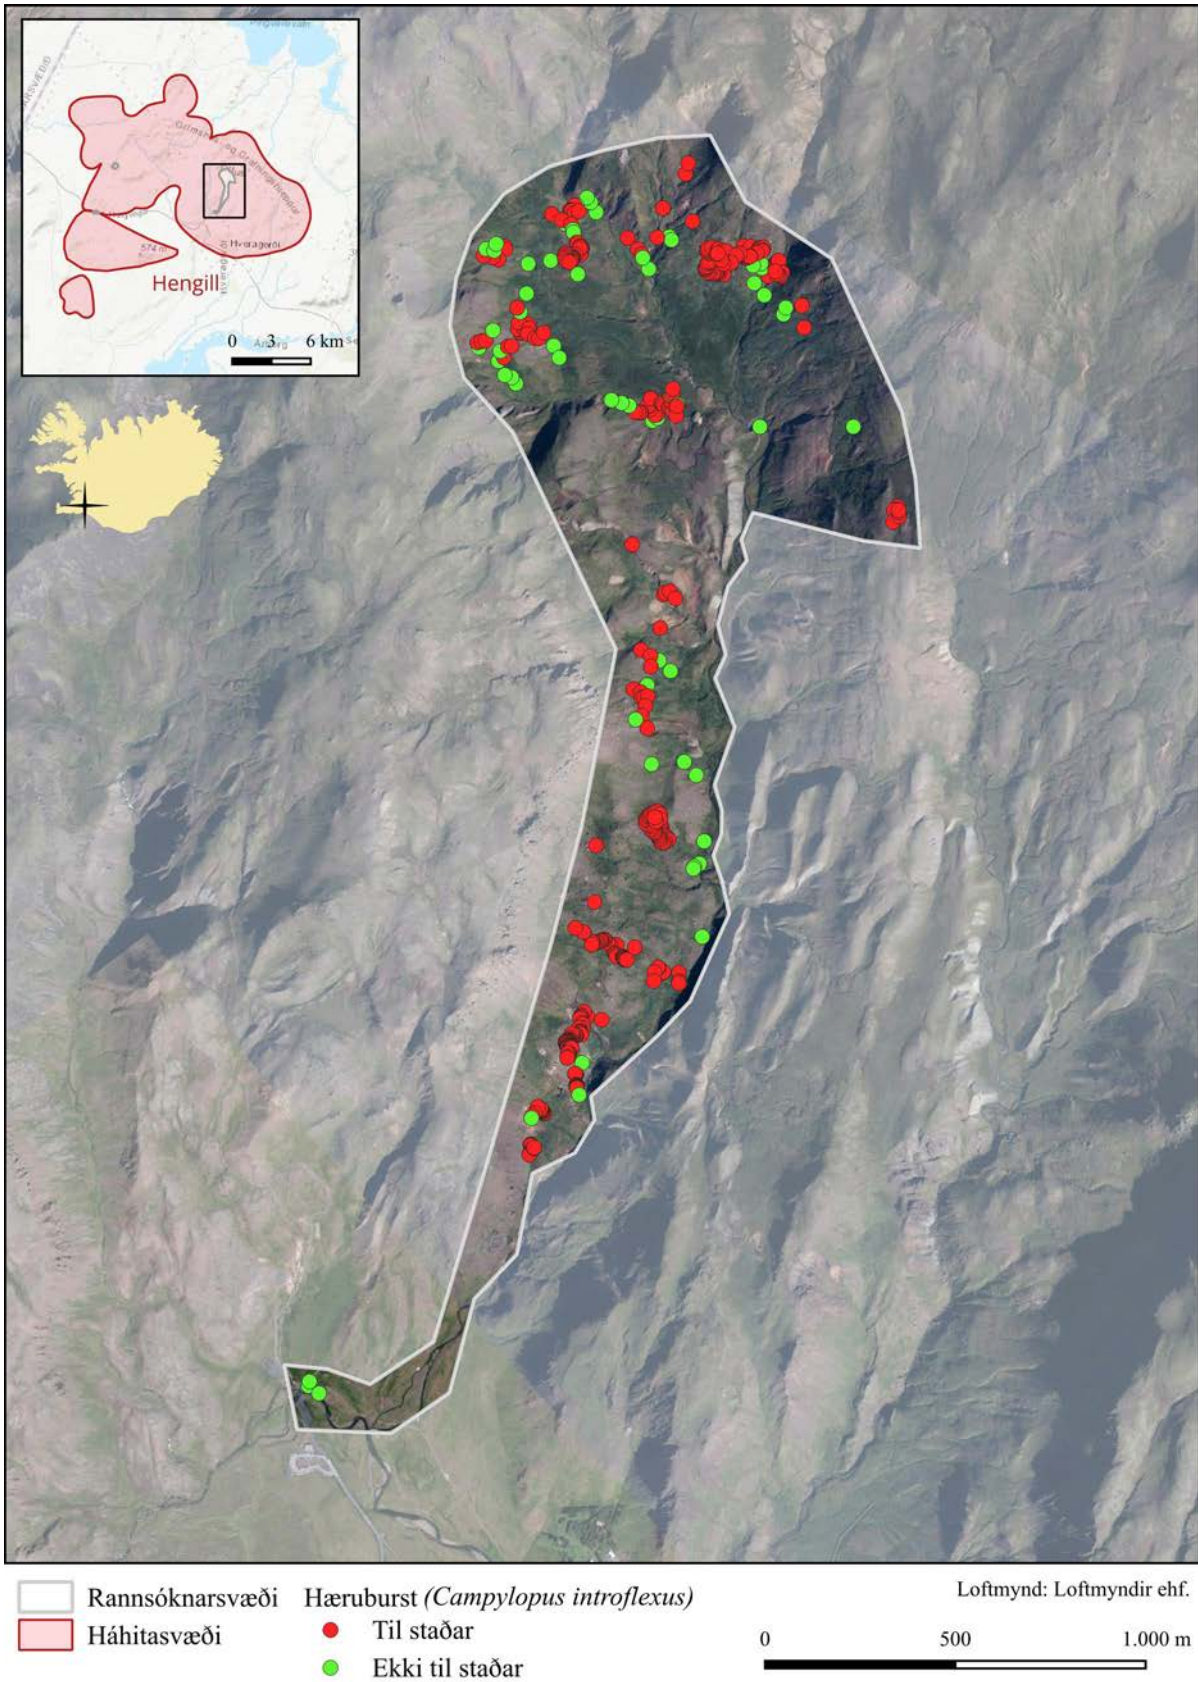 Hveragerði
574 m
Hengill
0 3 6 km
Rannsóknarsvæði
Háhitasvæði
Hæruburst (Campylopus introflexus)
Til staðar
Ekki til staðar
Loftmynd: Loftmyndir ehf.
0 500 1.000 m